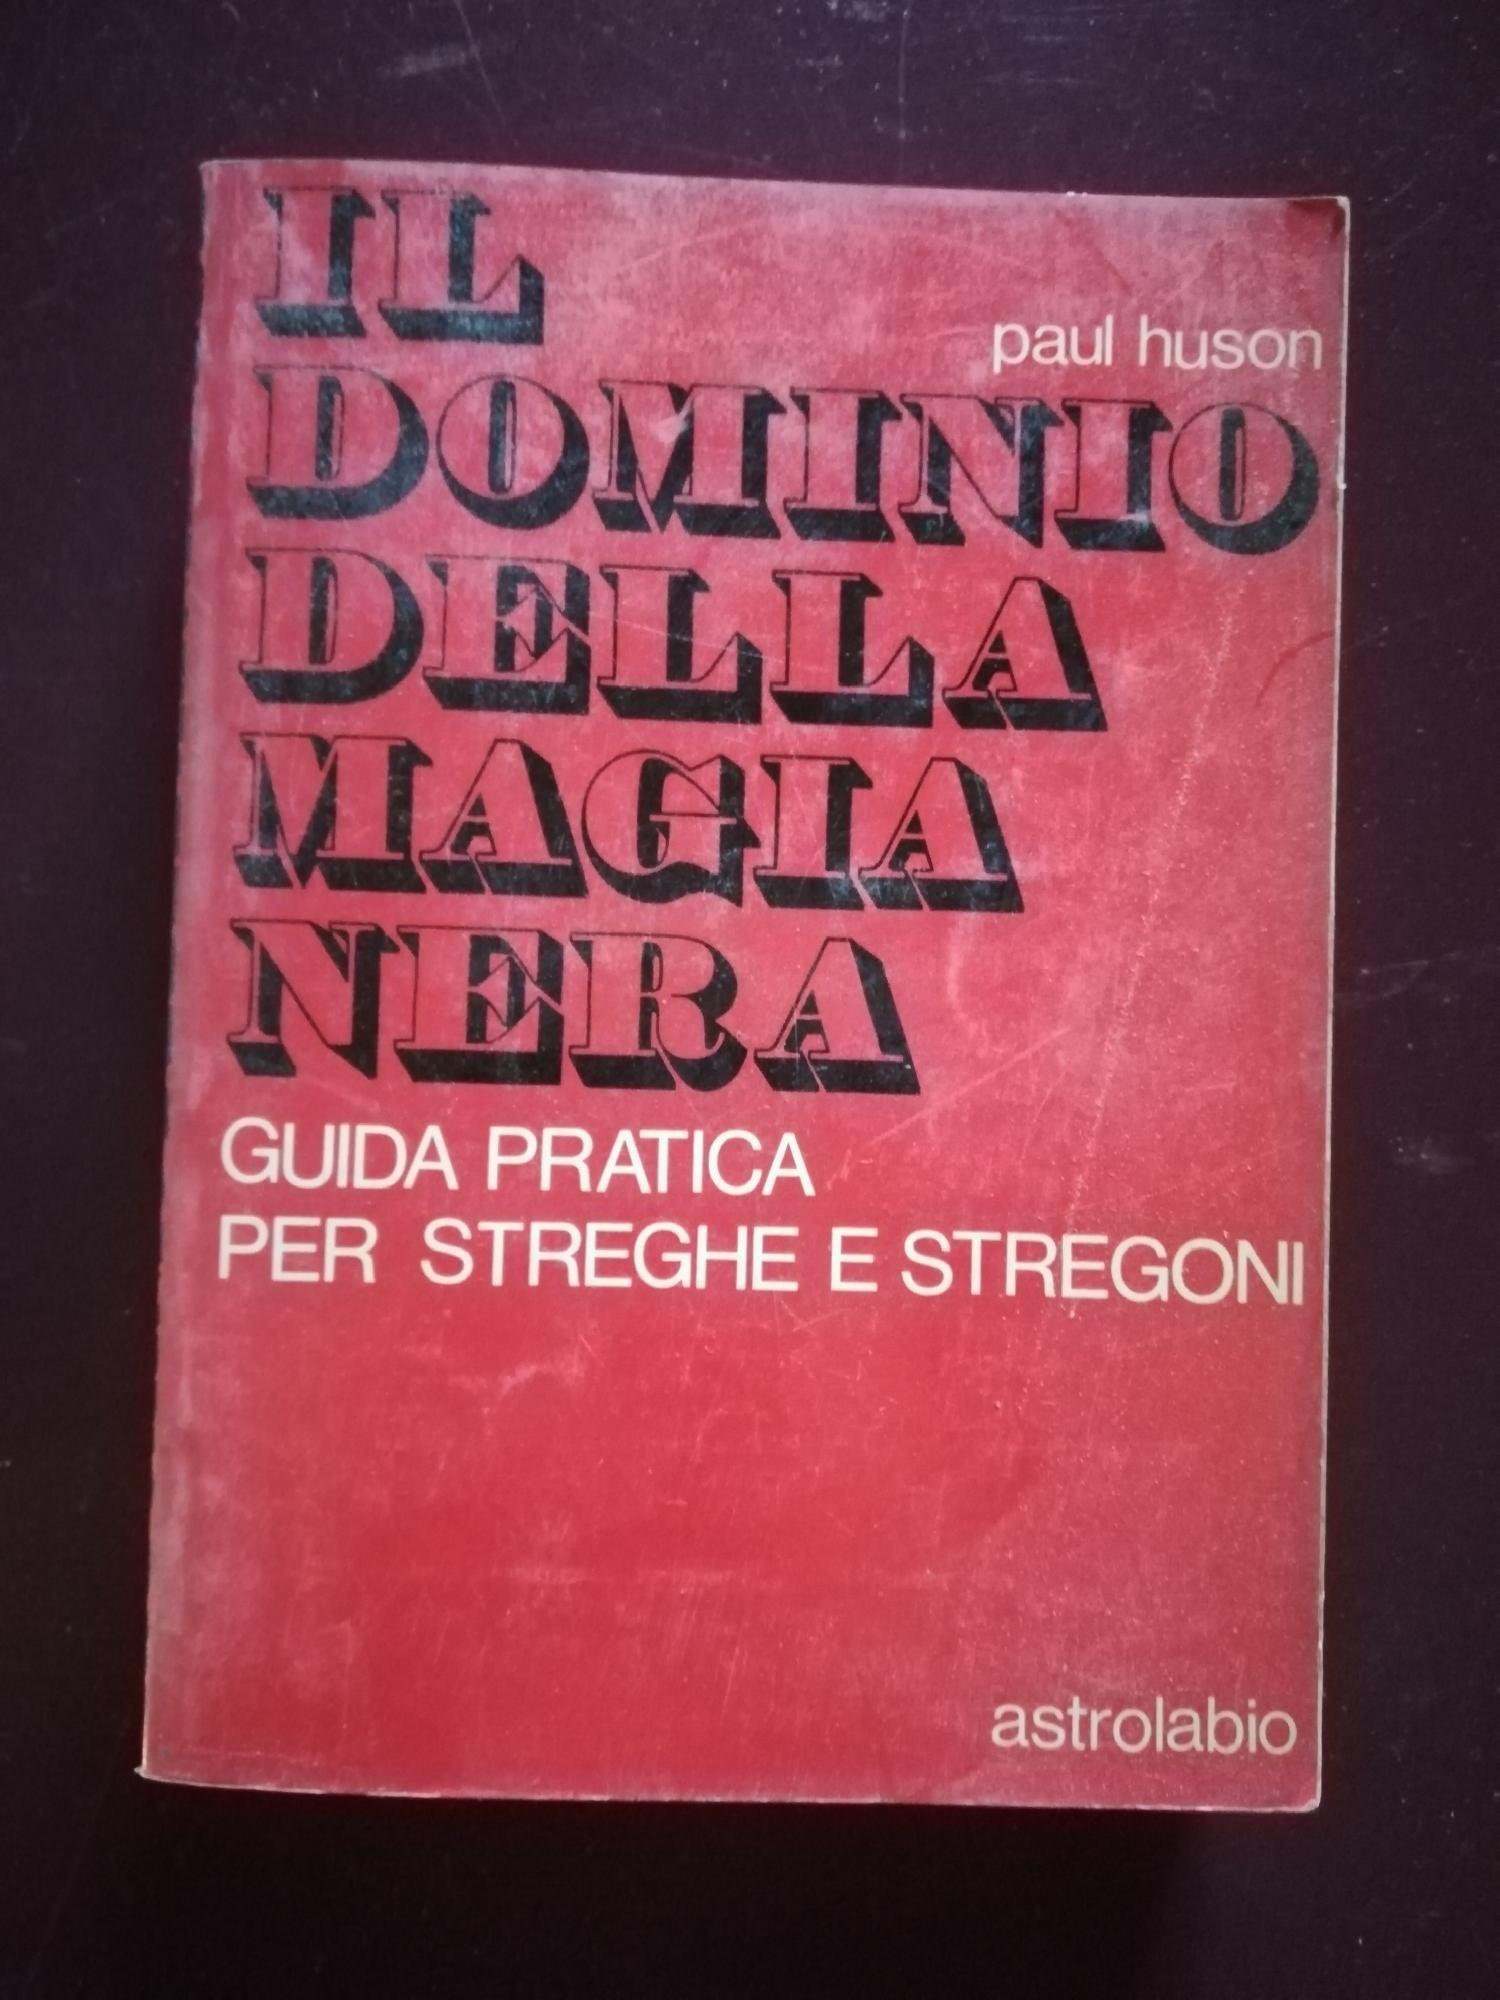 IL
paul huson
DOMINIO
DELLA
MAGIA
NERA
GUIDA PRATICA
PER STREGHE E STREGONI
astrolabio